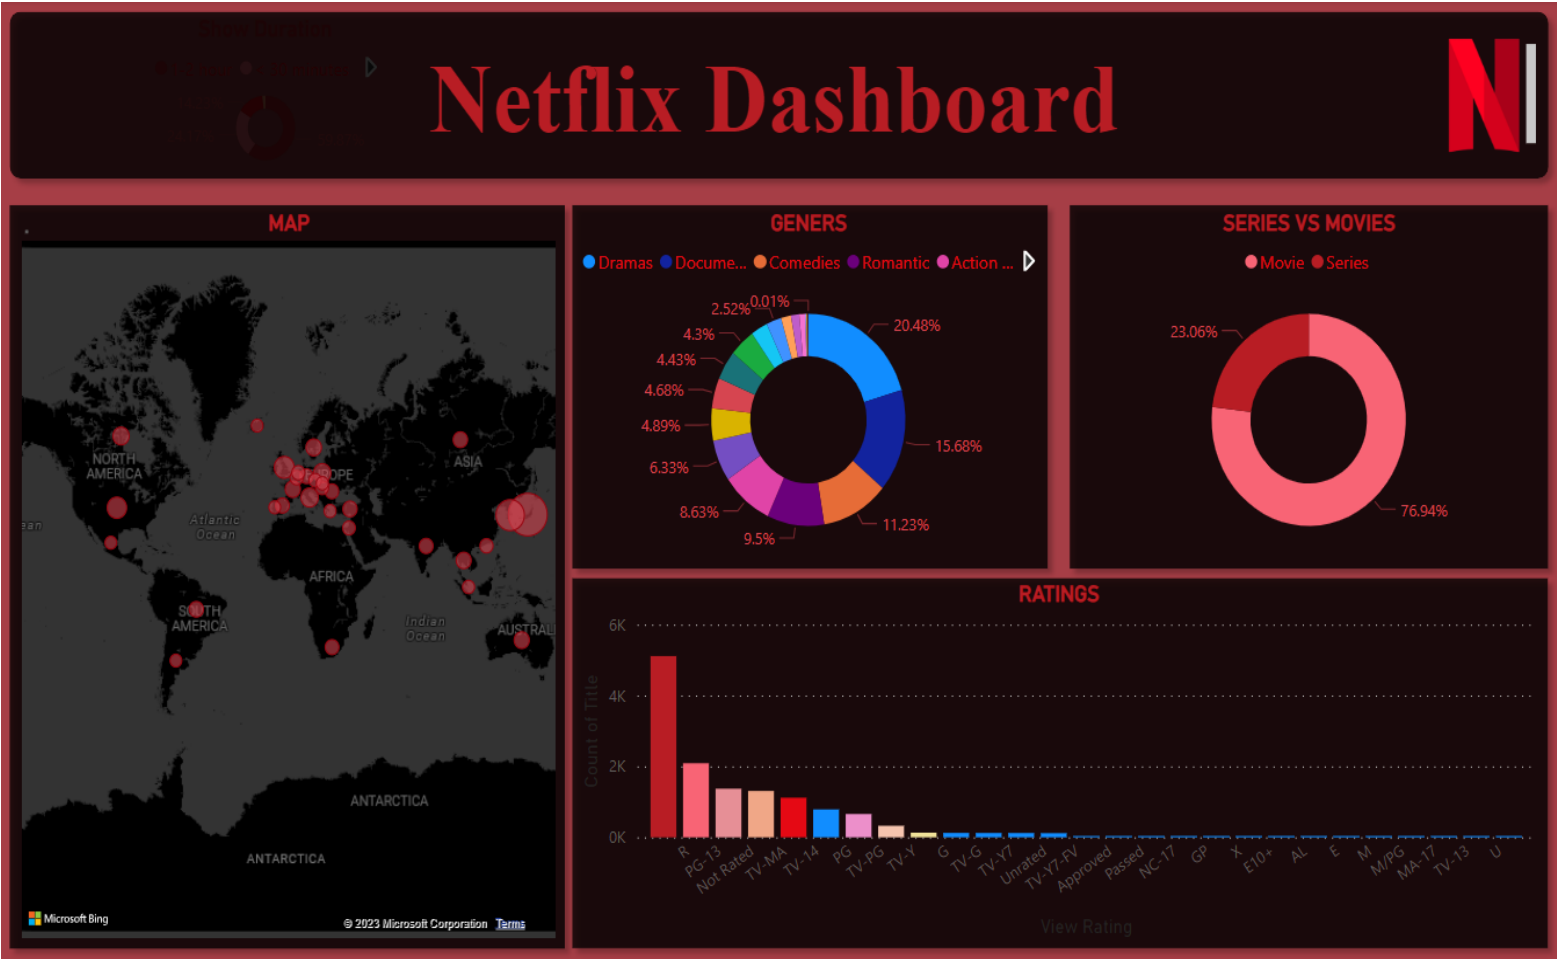 Show Duration
Netflix Dashboard
MAP
NORTH
AMERICA
Atlantic
Ocean
ean
ASIA
AFRICA
SOUTH
AMERICA
Indian
Ocean
AUSTRAL
ANTARCTICA
ANTARCTICA
Microsoft Bing
© 2023 Microsoft Corporation Terms
GENERS
Dramas Docume... Comedies Romantic Action ...
0.01%
2.52%
4.3%
4.43%
4.68%
4.89%
6.33%
8.63%
9.5%
11.23%
15.68%
20.48%
SERIES VS MOVIES
Movie Series
23.06%
76.94%
RATINGS
Count of Title
6K
4K
2K
0K
R
PG-13
Not Rated
TV-MA
TV-14
PG
TV-PG
TV-Y
G
TV-G
TV-Y7
Unrated
TV-Y7-FV
Approved
Passed
NC-17
GP
X
E10+
AL
E
M
M/PG
MA-17
TV-13
U
View Rating